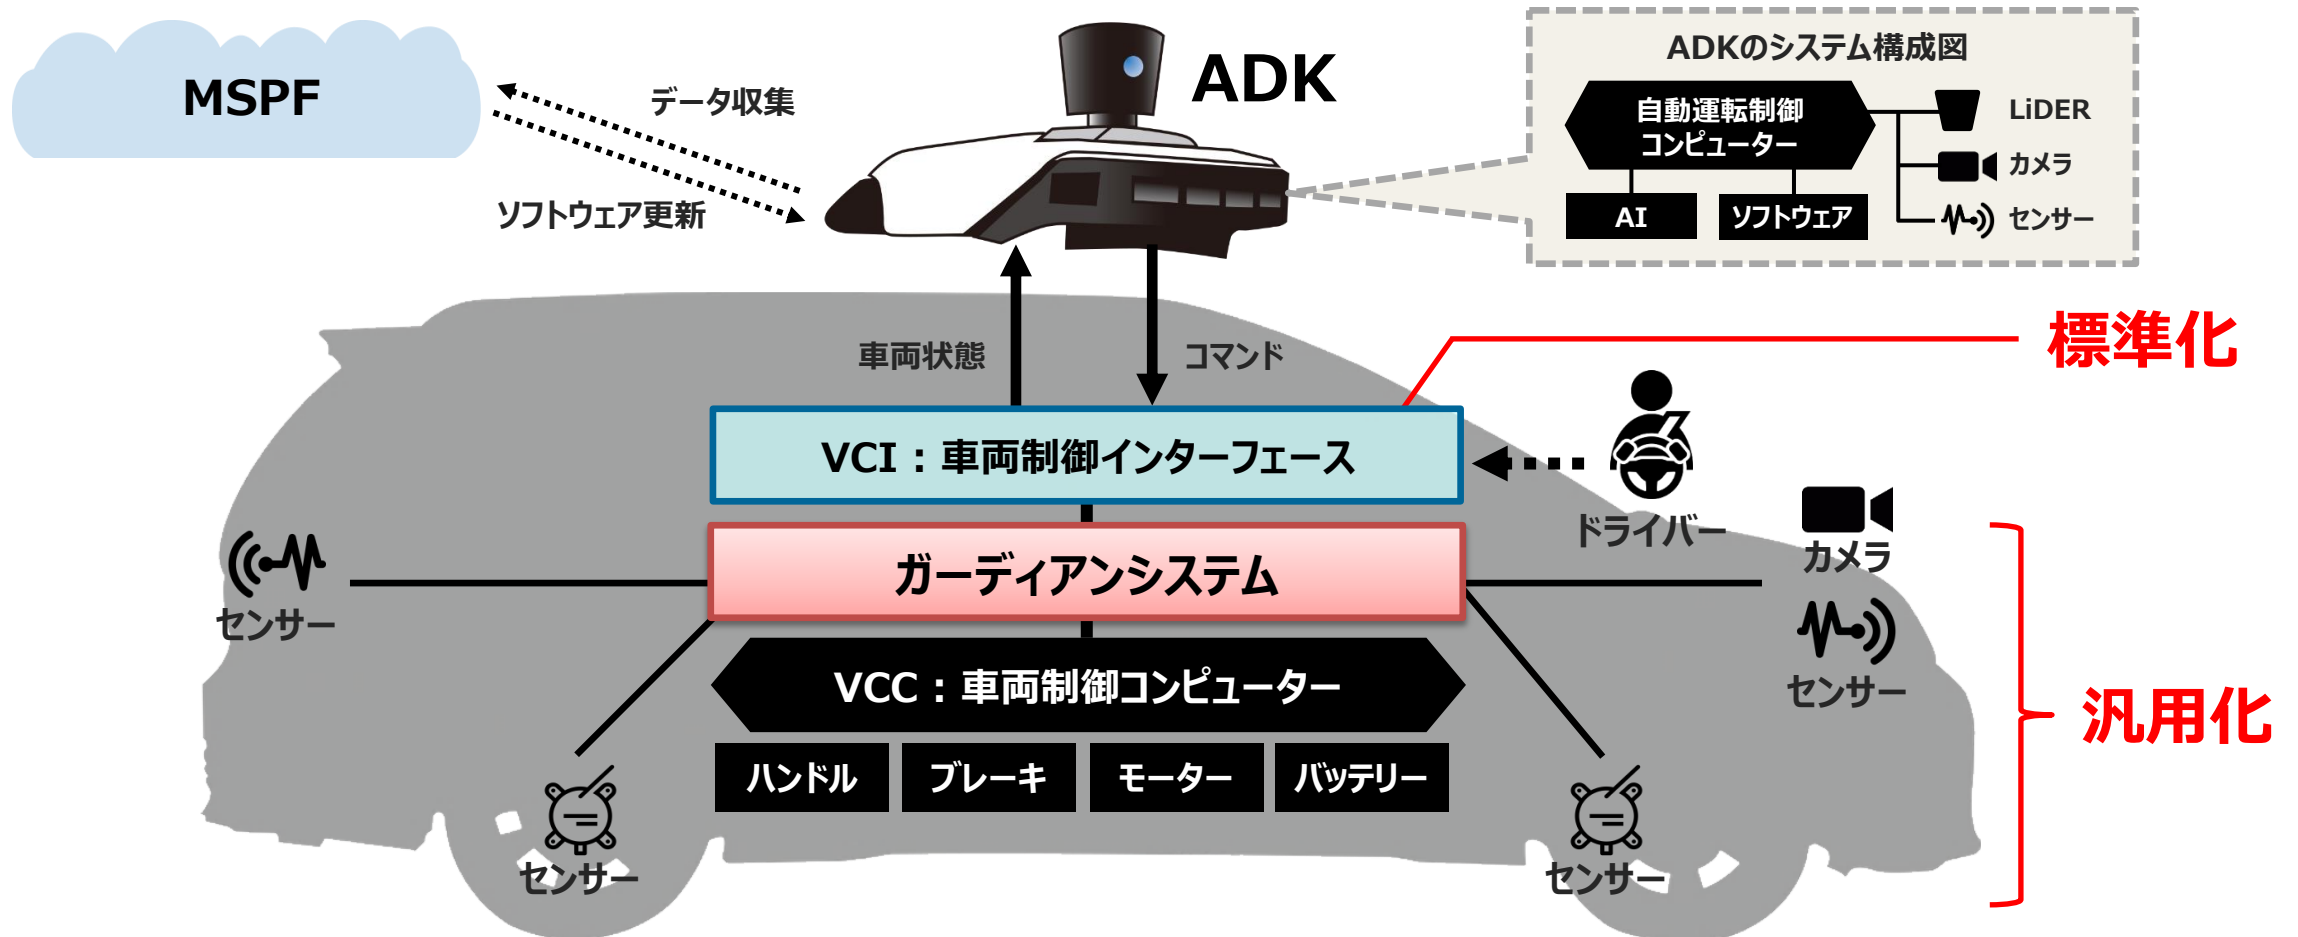 MSPF
データ収集
ソフトウェア更新
ADK
ADKのシステム構成図
自動運転制御
コンピューター
AI
ソフトウェア
LiDER
カメラ
センサー
標準化
車両状態
コマンド
VCI：車両制御インターフェース
ドライバー
ガーディアンシステム
カメラ
センサー
センサー
VCC：車両制御コンピューター
汎用化
ハンドル
ブレーキ
モーター
バッテリー
センサー
センサー